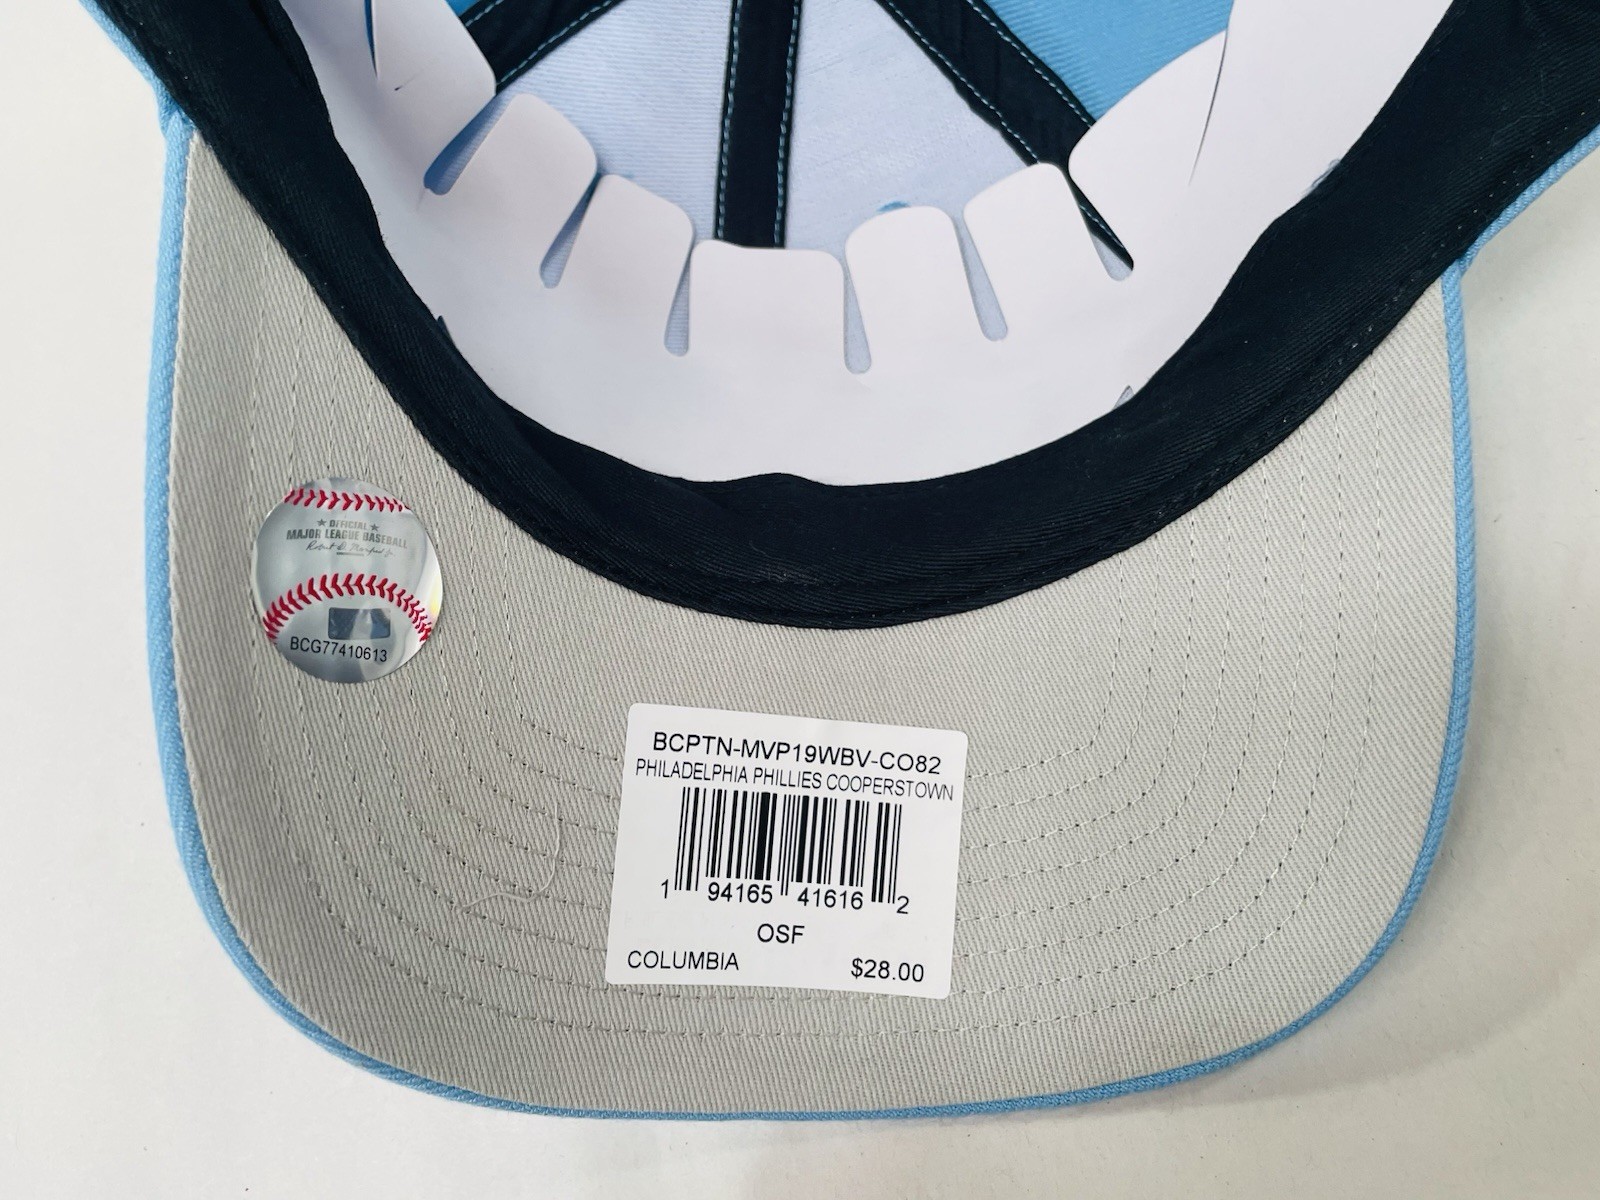 ★ OFFICIAL ★
MAJOR LEAGUE BASEBALL
BCG77410613
BCPTN-MVP19WBV-CO82
PHILADELPHIA PHILLIES COOPERSTOWN
1 94165 41616 2
OSF
COLUMBIA $28.00